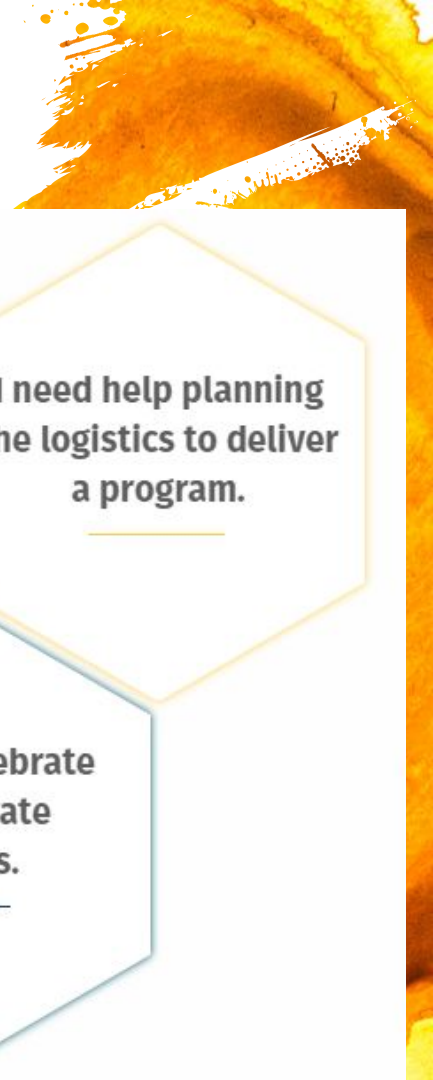 I need help planning
he logistics to deliver
a program.
ebrate
ate
s.